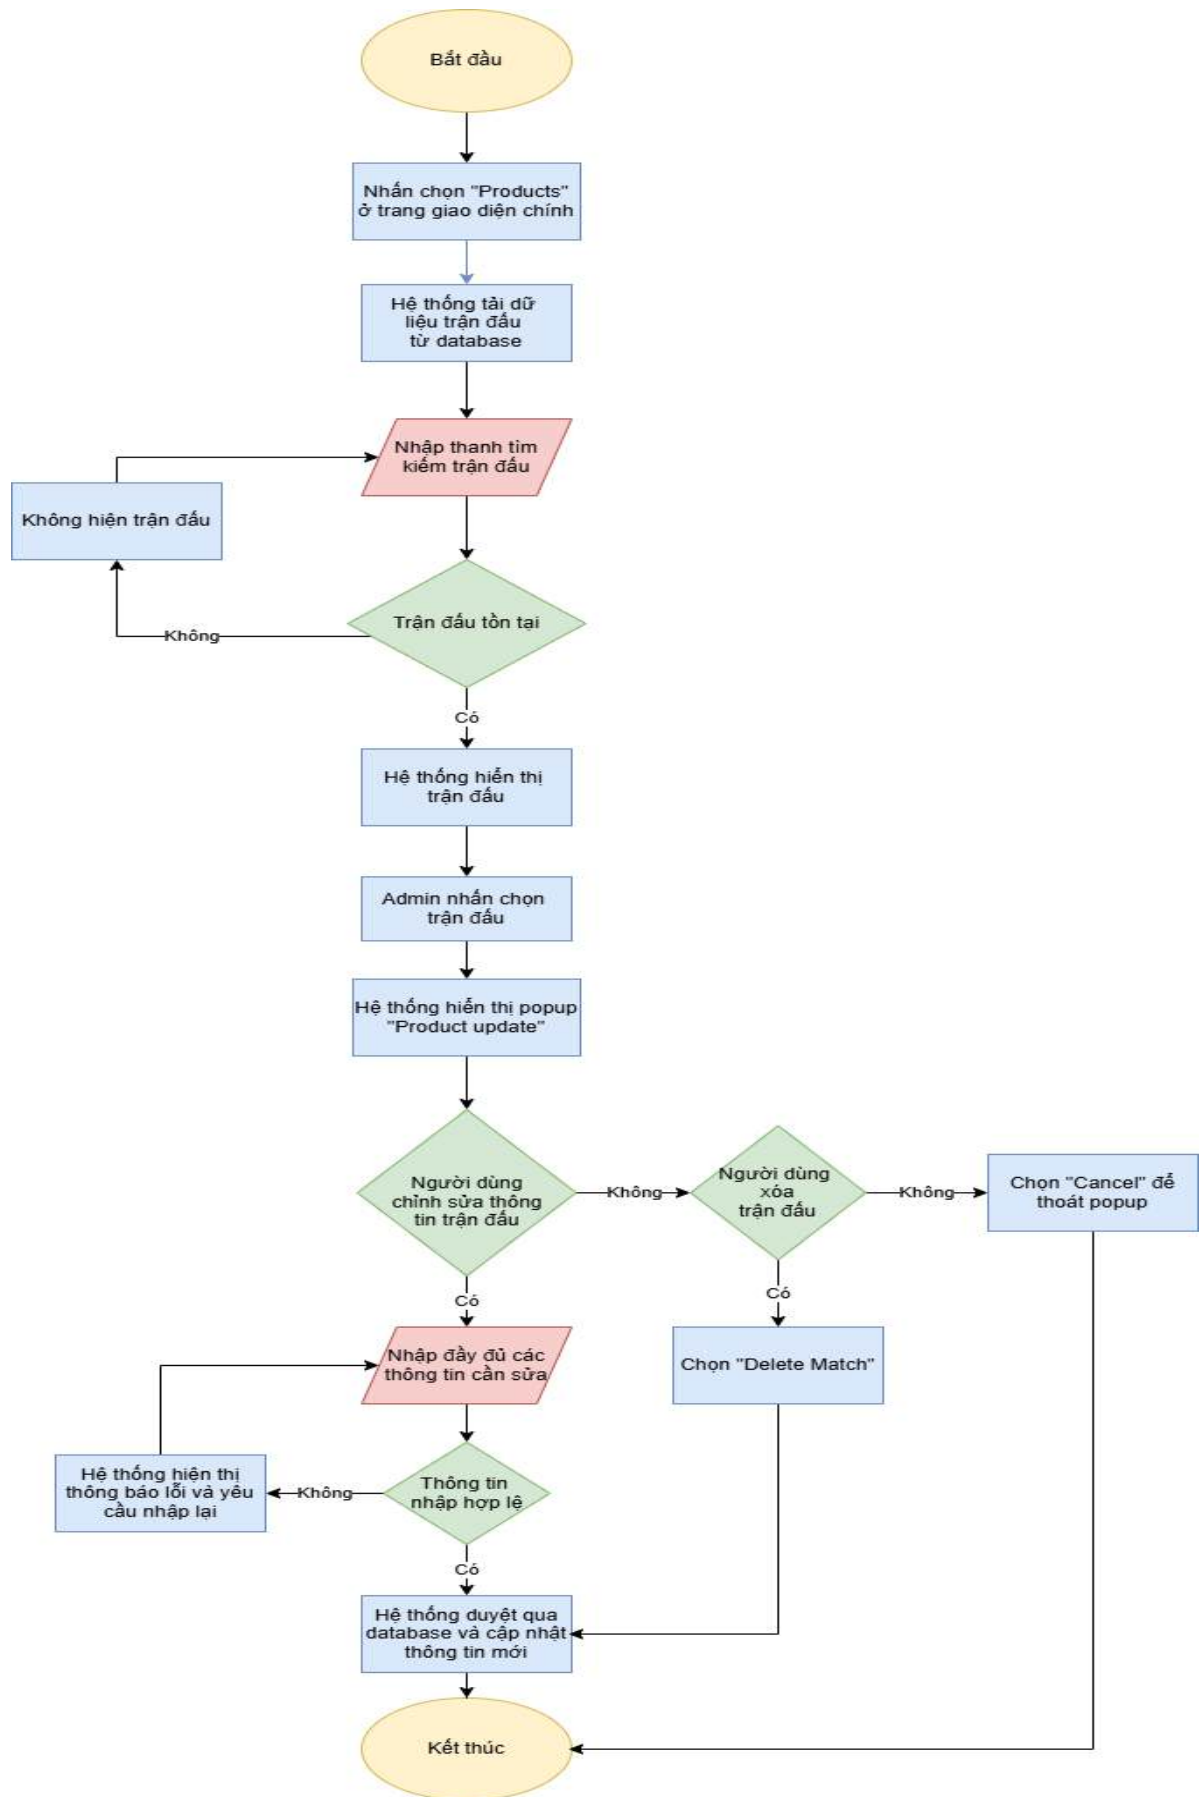 Bắt đầu
Nhấn chọn "Products"
ở trang giao diện chính
Hệ thống tải dữ
liệu trận đấu
từ database
Nhập thanh tìm
kiếm trận đấu
Không hiện trận đấu
Trận đấu tồn tại
Không
Có
Hệ thống hiển thị
trận đấu
Admin nhấn chọn
trận đấu
Hệ thống hiển thị popup
"Product update"
Người dùng
chỉnh sửa thông
tin trận đấu
Không
Người dùng
xóa
trận đấu
Không
Chọn "Cancel" để
thoát popup
Có
Có
Nhập đầy đủ các
thông tin cần sửa
Chọn "Delete Match"
Hệ thống hiện thị
thông báo lỗi và yêu
cầu nhập lại
Không
Thông tin
nhập hợp lệ
Có
Hệ thống duyệt qua
database và cập nhật
thông tin mới
Kết thúc